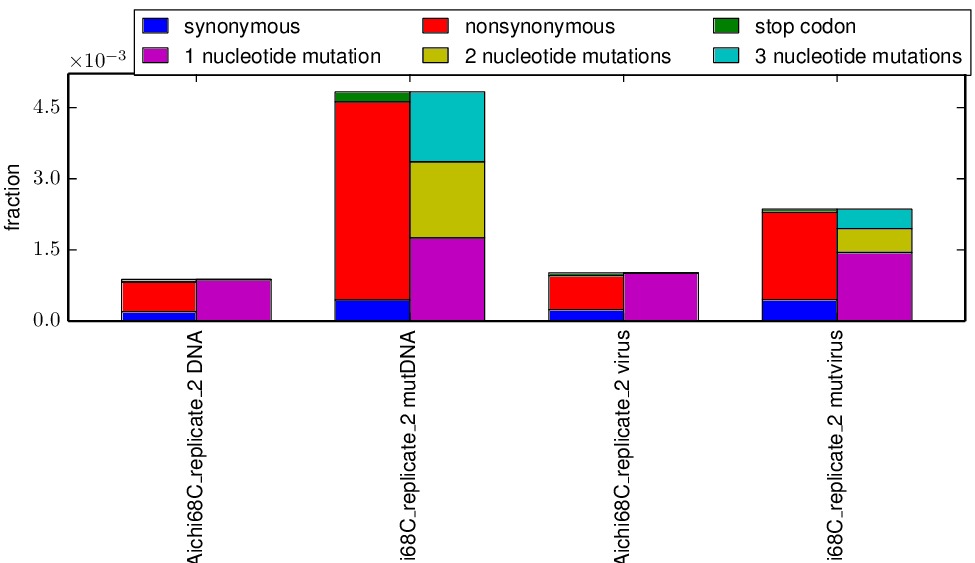 synonymous nonsynonymous stop codon
1 nucleotide mutation 2 nucleotide mutations 3 nucleotide mutations
×10⁻³
4.5
3.0
1.5
0.0
fraction
Aichi68C_replicate_2 DNA
i68C_replicate_2 mutDNA
Aichi68C_replicate_2 virus
i68C_replicate_2 mutvirus